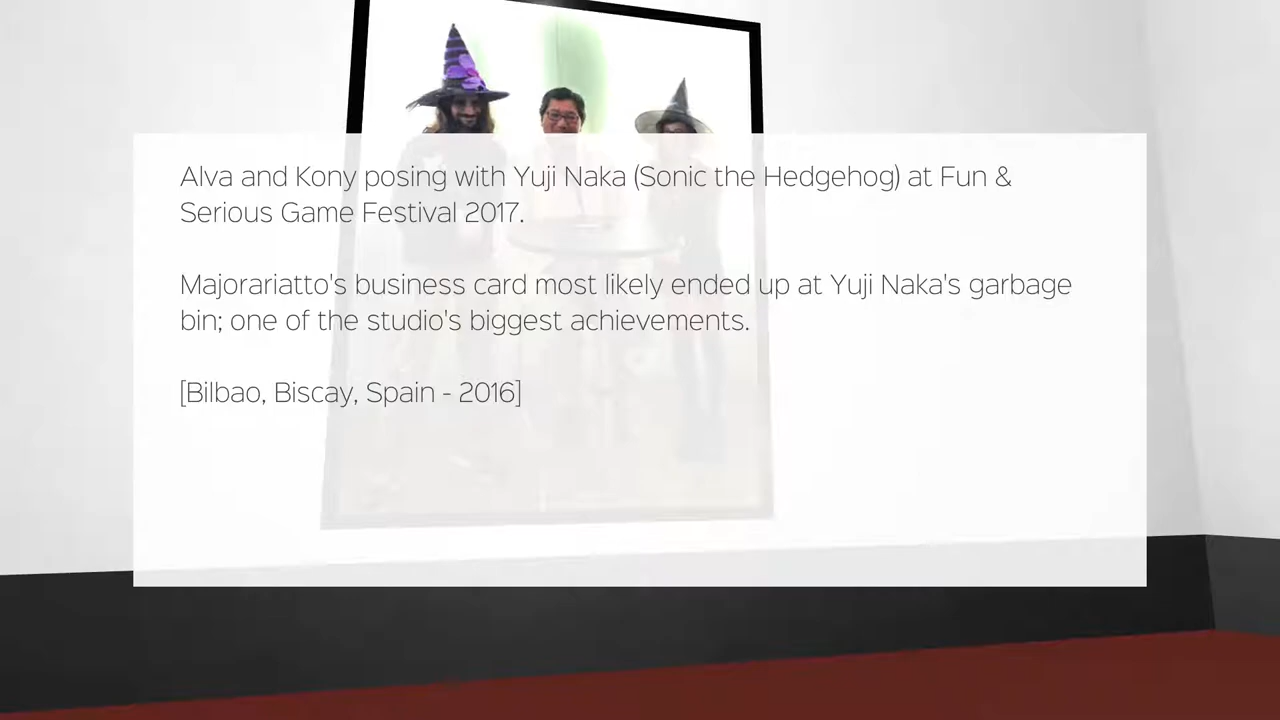 Alva and Kony posing with Yuji Naka (Sonic the Hedgehog) at Fun &
Serious Game Festival 2017.
Majorariatto's business card most likely ended up at Yuji Naka's garbage
bin; one of the studio's biggest achievements.
[Bilbao, Biscay, Spain - 2016]